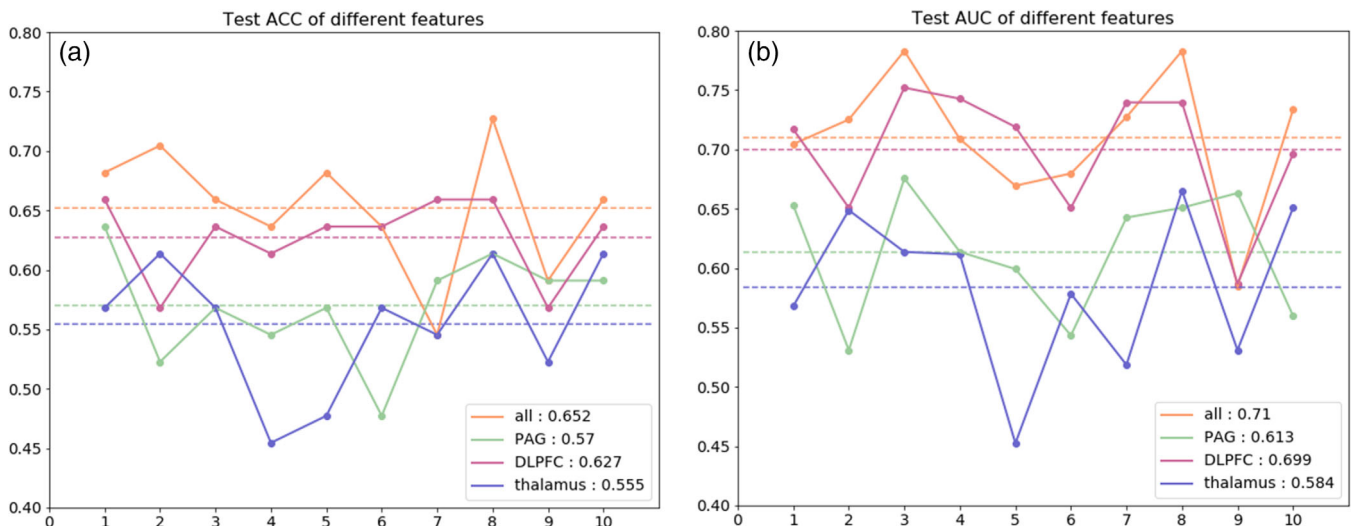 Test ACC of different features
(a)
0.80
0.75
0.70
0.65
0.60
0.55
0.50
0.45
0.40
0 1 2 3 4 5 6 7 8 9 10
all : 0.652
PAG : 0.57
DLPFC : 0.627
thalamus : 0.555
Test AUC of different features
(b)
0.80
0.75
0.70
0.65
0.60
0.55
0.50
0.45
0.40
0 1 2 3 4 5 6 7 8 9 10
all : 0.71
PAG : 0.613
DLPFC : 0.699
thalamus : 0.584